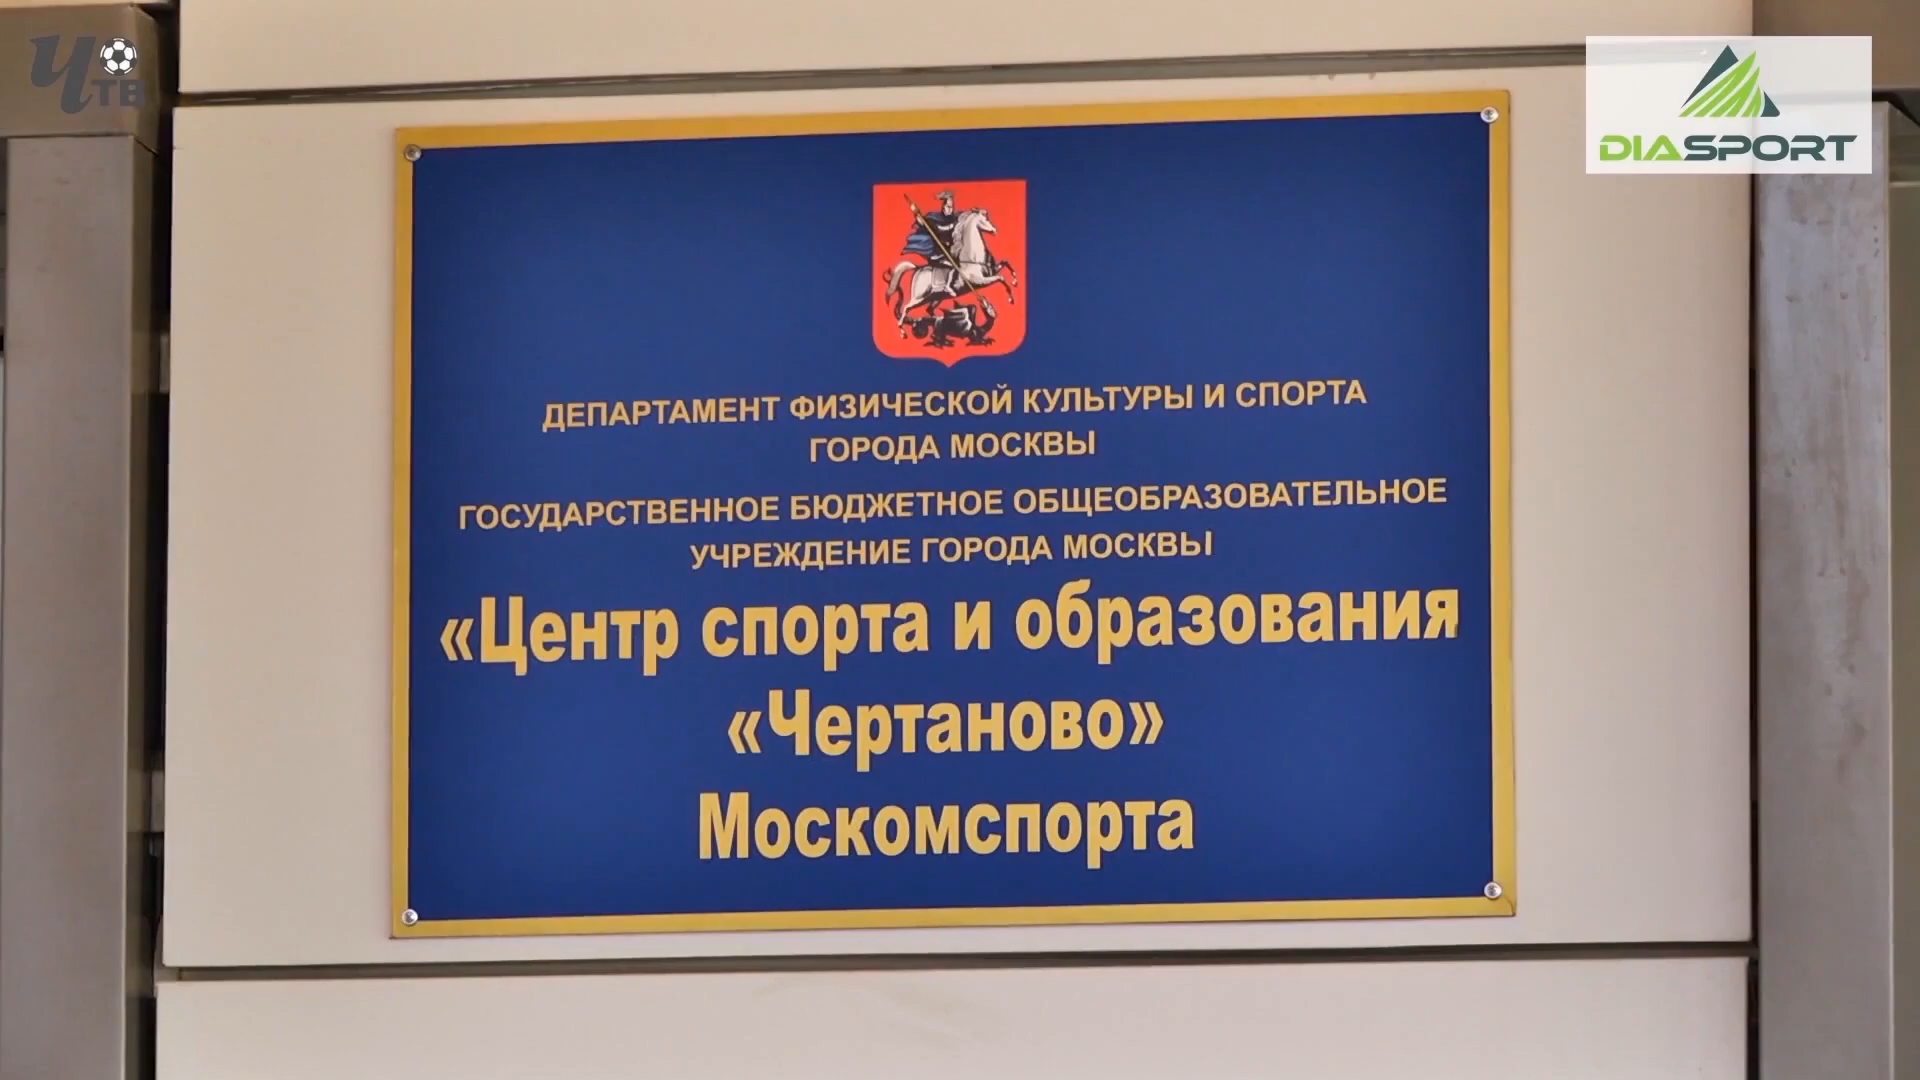 Ч ТВ
DIASPORT
ДЕПАРТАМЕНТ ФИЗИЧЕСКОЙ КУЛЬТУРЫ И СПОРТА
ГОРОДА МОСКВЫ
ГОСУДАРСТВЕННОЕ БЮДЖЕТНОЕ ОБЩЕОБРАЗОВАТЕЛЬНОЕ
УЧРЕЖДЕНИЕ ГОРОДА МОСКВЫ
«Центр спорта и образования
«Чертаново»
Москомспорта